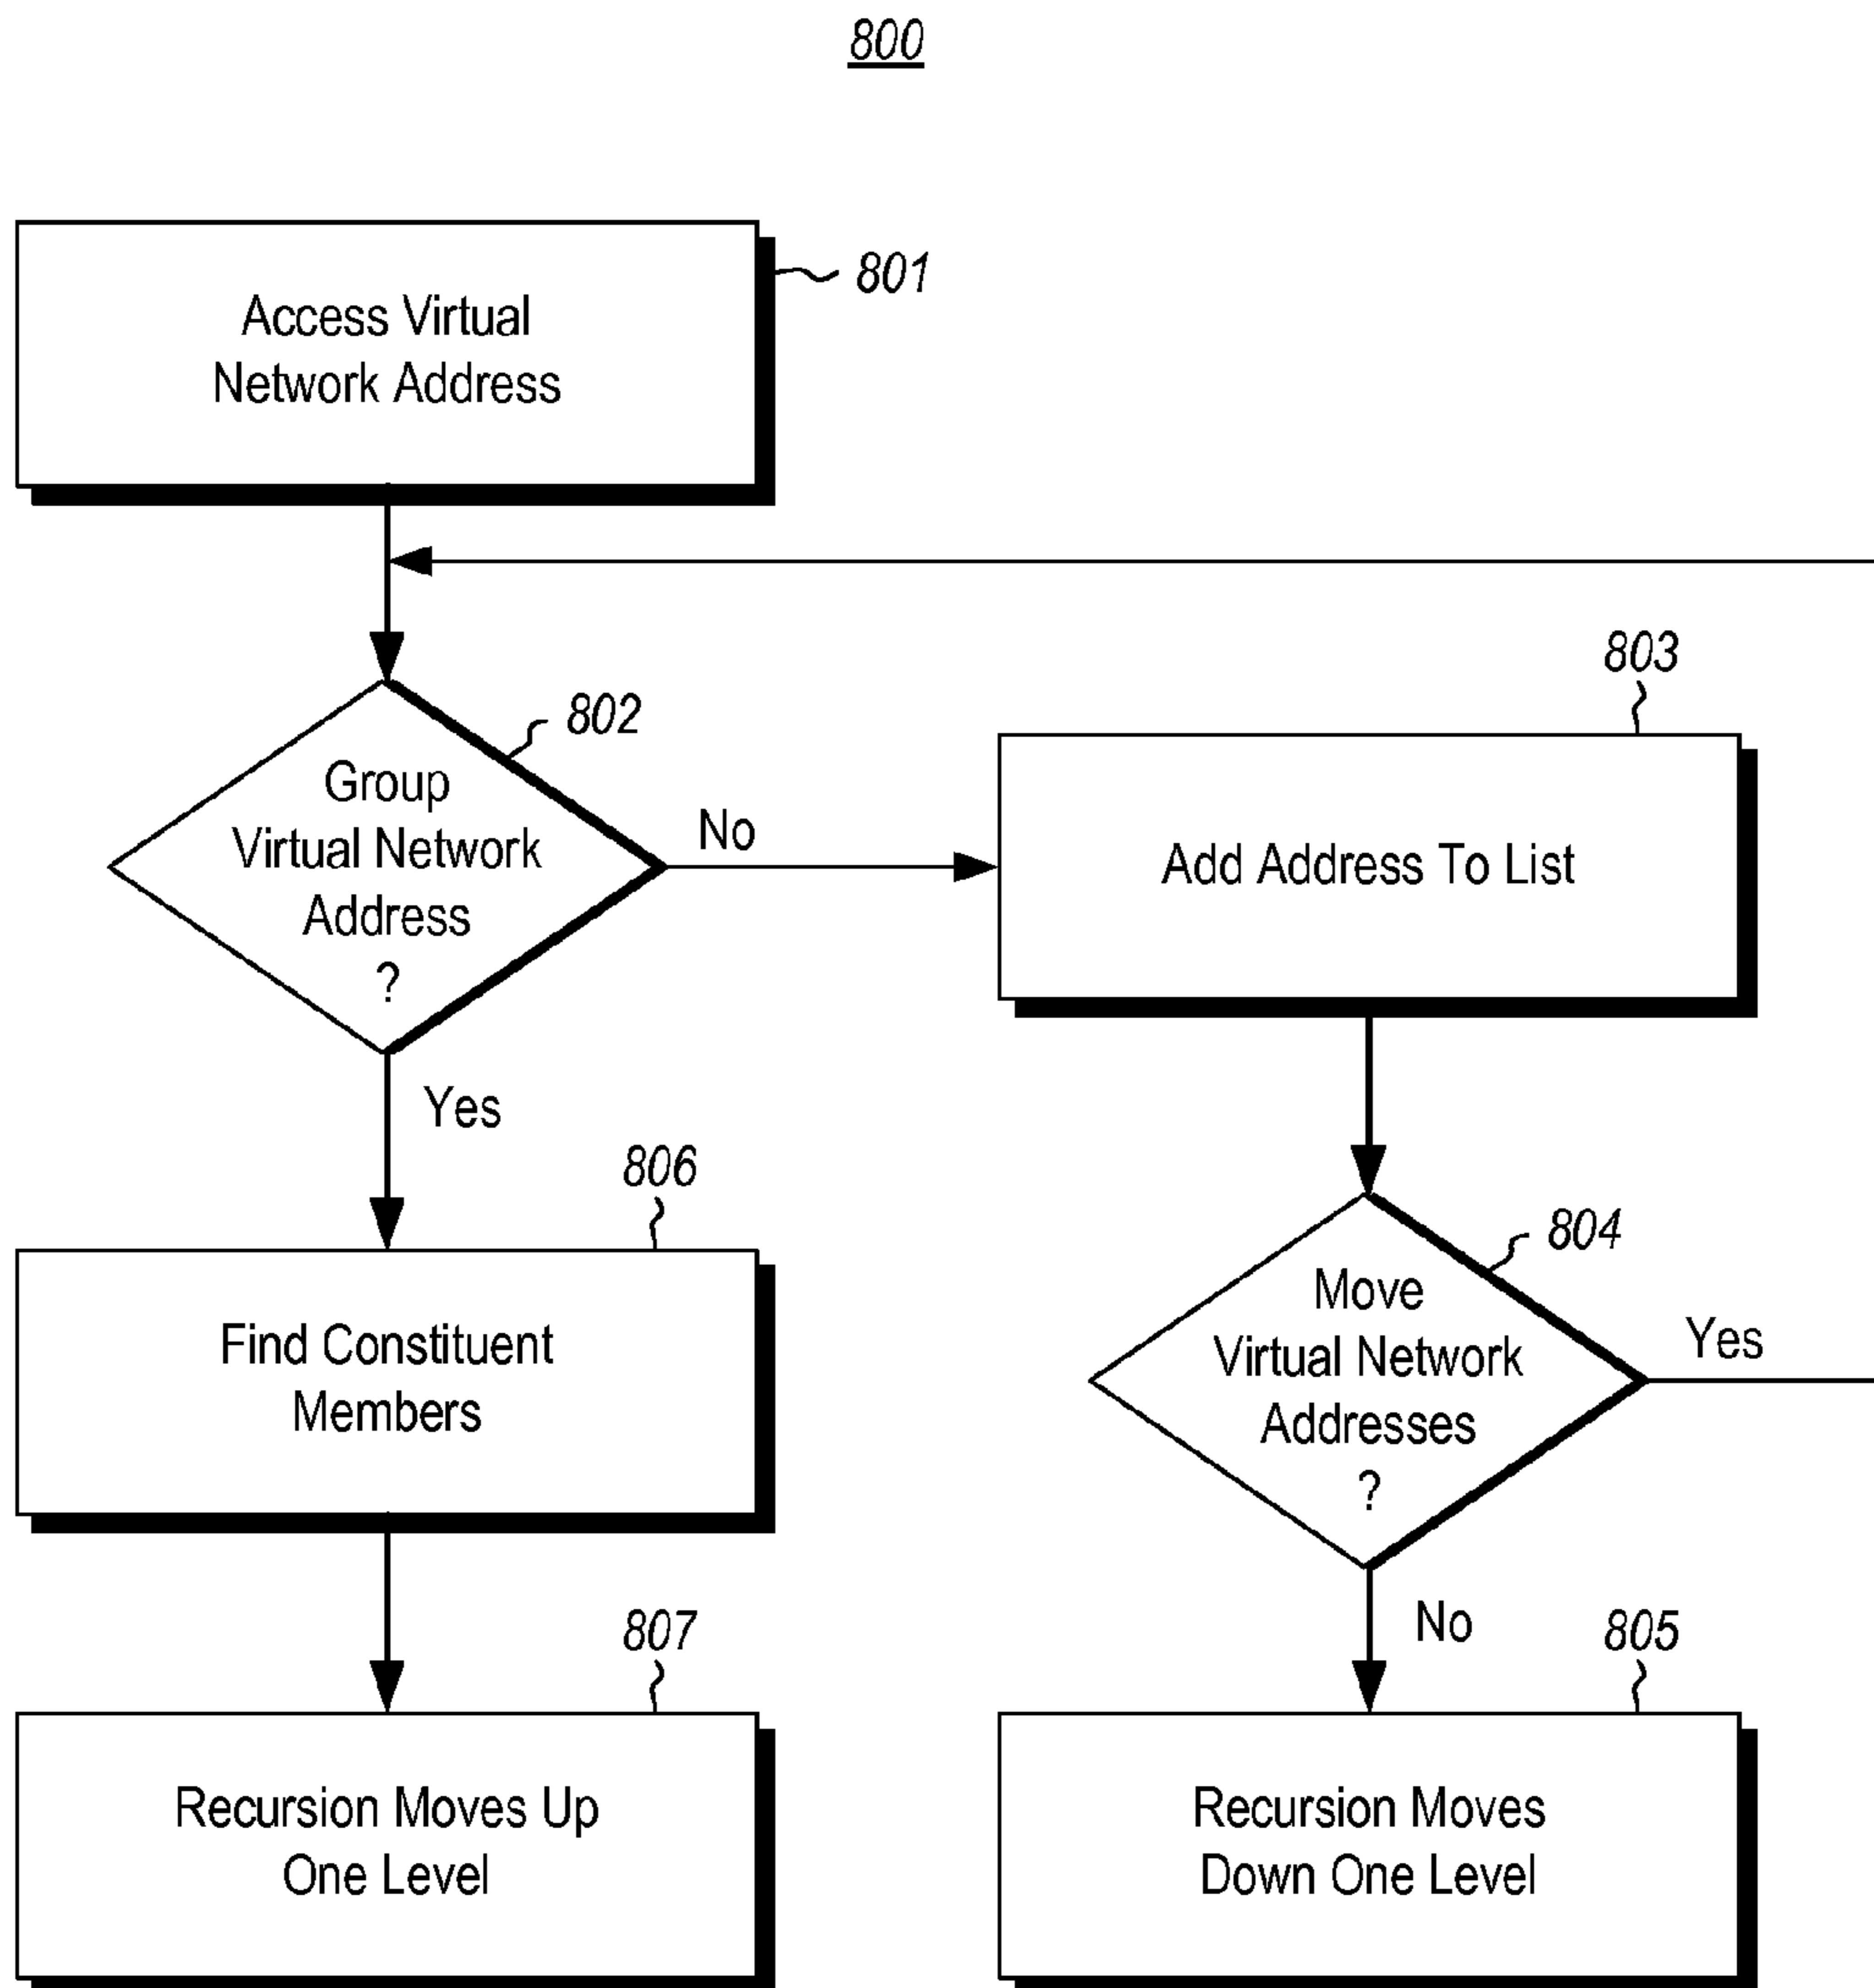 800
Access Virtual
Network Address
801
Group
Virtual Network
Address
?
802
No
Yes
803
Add Address To List
Move
Virtual Network
Addresses
?
804
Yes
No
806
Find Constituent
Members
807
Recursion Moves Up
One Level
805
Recursion Moves
Down One Level